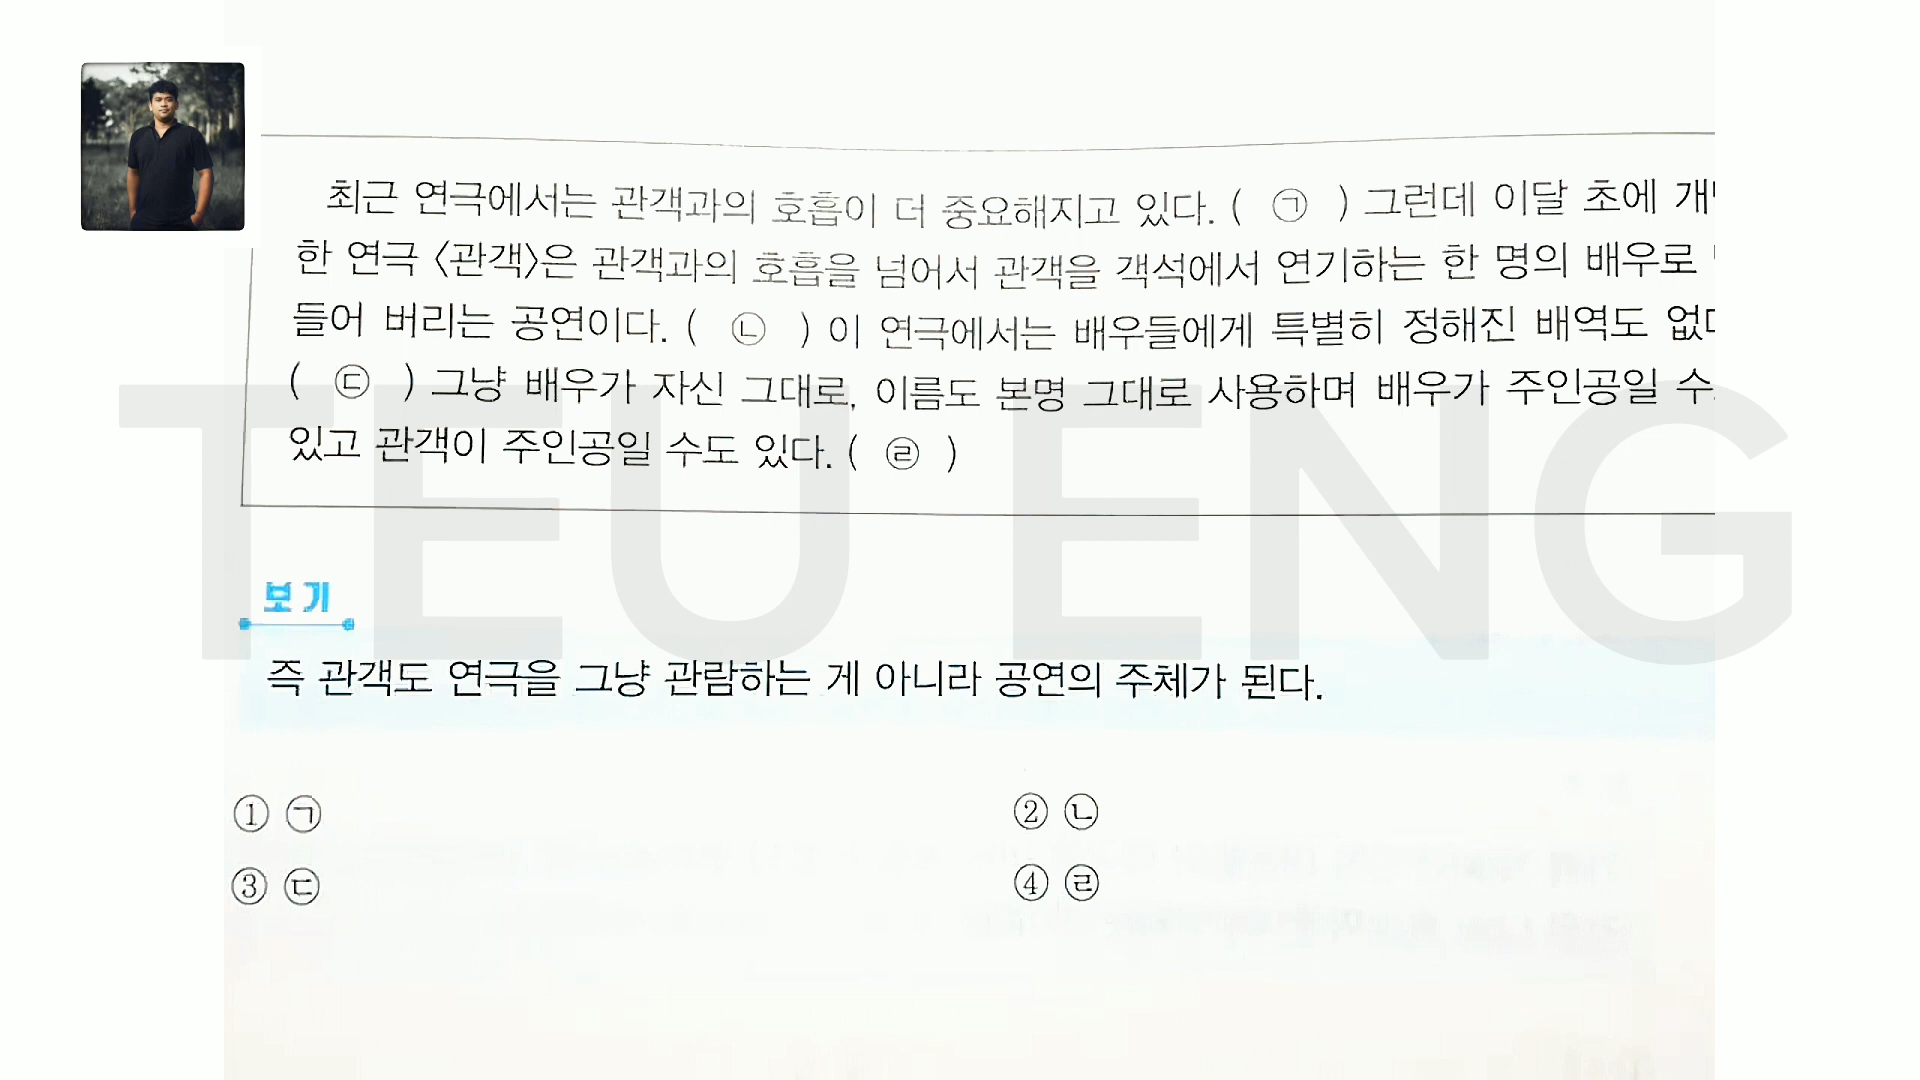 최근 연극에서는 관객과의 호흡이 더 중요해지고 있다. ( ㉠ ) 그런데 이달 초에
한 연극 〈관객〉은 관객과의 호흡을 넘어서 관객을 객석에서 연기하는 한 명의 배우로
들어 버리는 공연이다. ( ㉡ ) 이 연극에서는 배우들에게 특별히 정해진 배역도
( ㉢ ) 그냥 배우가 자신 그대로, 이름도 본명 그대로 사용하며 배우가 주인공일
있고 관객이 주인공일 수도 있다. ( ㉣ )
TEU ENG
보기
즉 관객도 연극을 그냥 관람하는 게 아니라 공연의 주체가 된다.
① ㉠ ② ㉡
③ ㉢ ④ ㉣